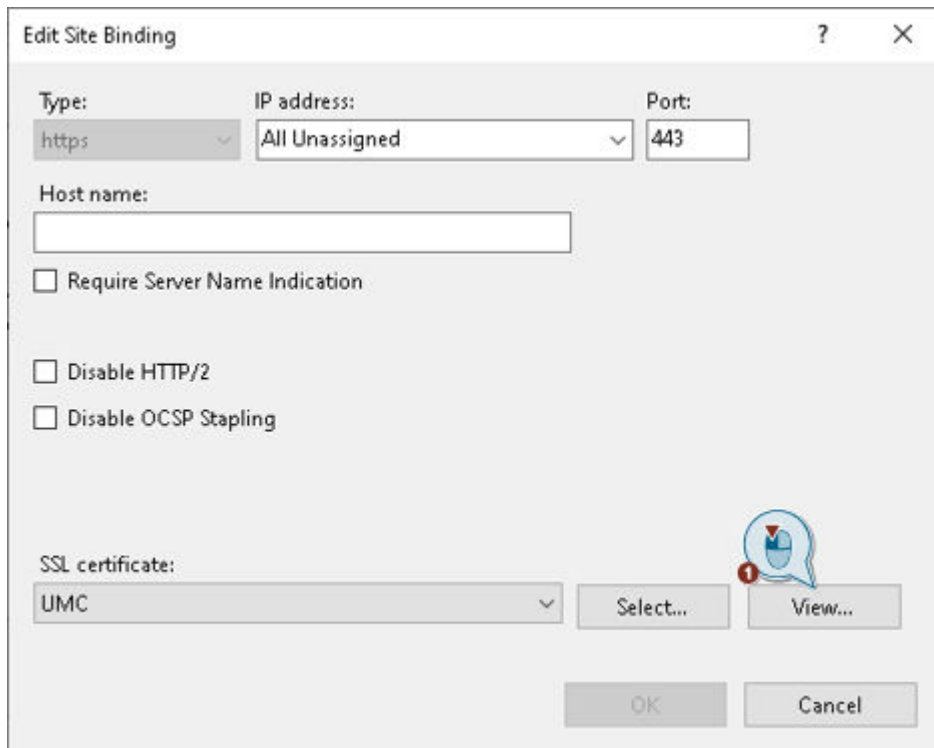 Edit Site Binding ?
Type: IP address: Port:
https All Unassigned 443
Host name:
Require Server Name Indication
Disable HTTP/2
Disable OCSP Stapling
1
SSL certificate:
UMC Select... View...
OK Cancel